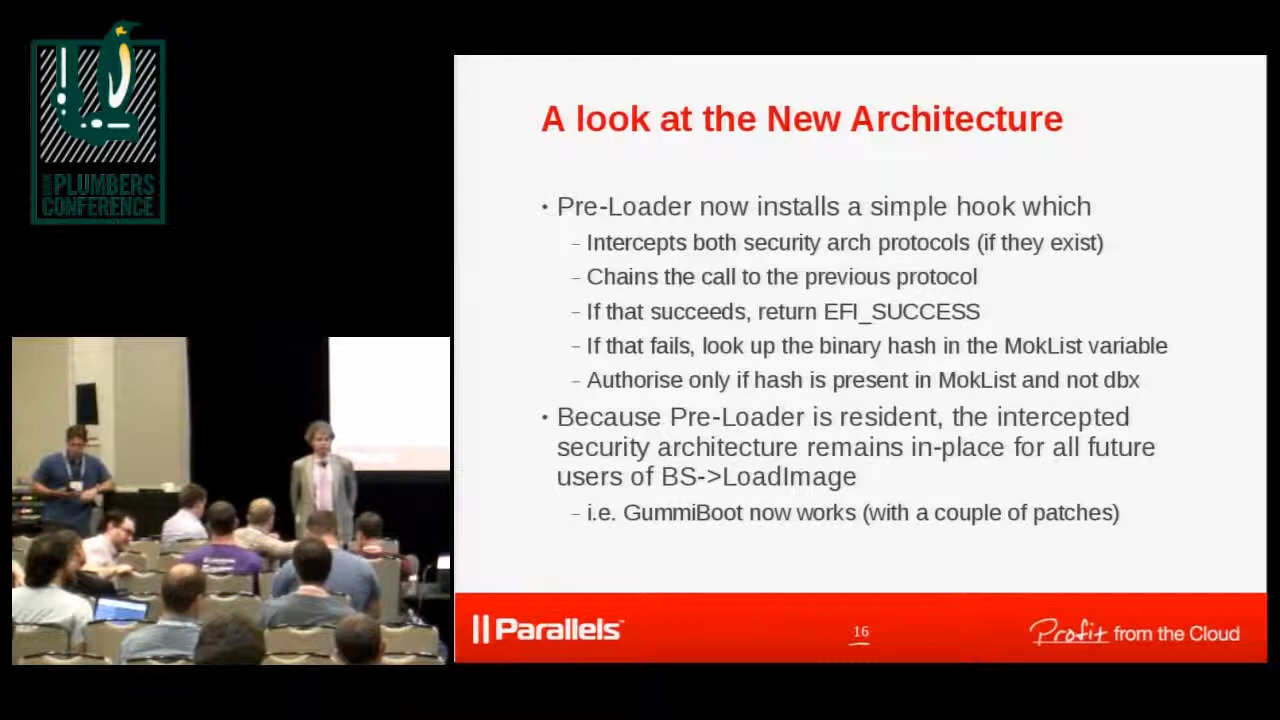 PLUMBERS
CONFERENCE
A look at the New Architecture
• Pre-Loader now installs a simple hook which
– Intercepts both security arch protocols (if they exist)
– Chains the call to the previous protocol
– If that succeeds, return EFI_SUCCESS
– If that fails, look up the binary hash in the MokList variable
– Authorise only if hash is present in MokList and not dbx
• Because Pre-Loader is resident, the intercepted
security architecture remains in-place for all future
users of BS->LoadImage
– i.e. GummiBoot now works (with a couple of patches)
Parallels™
16
Profit from the Cloud